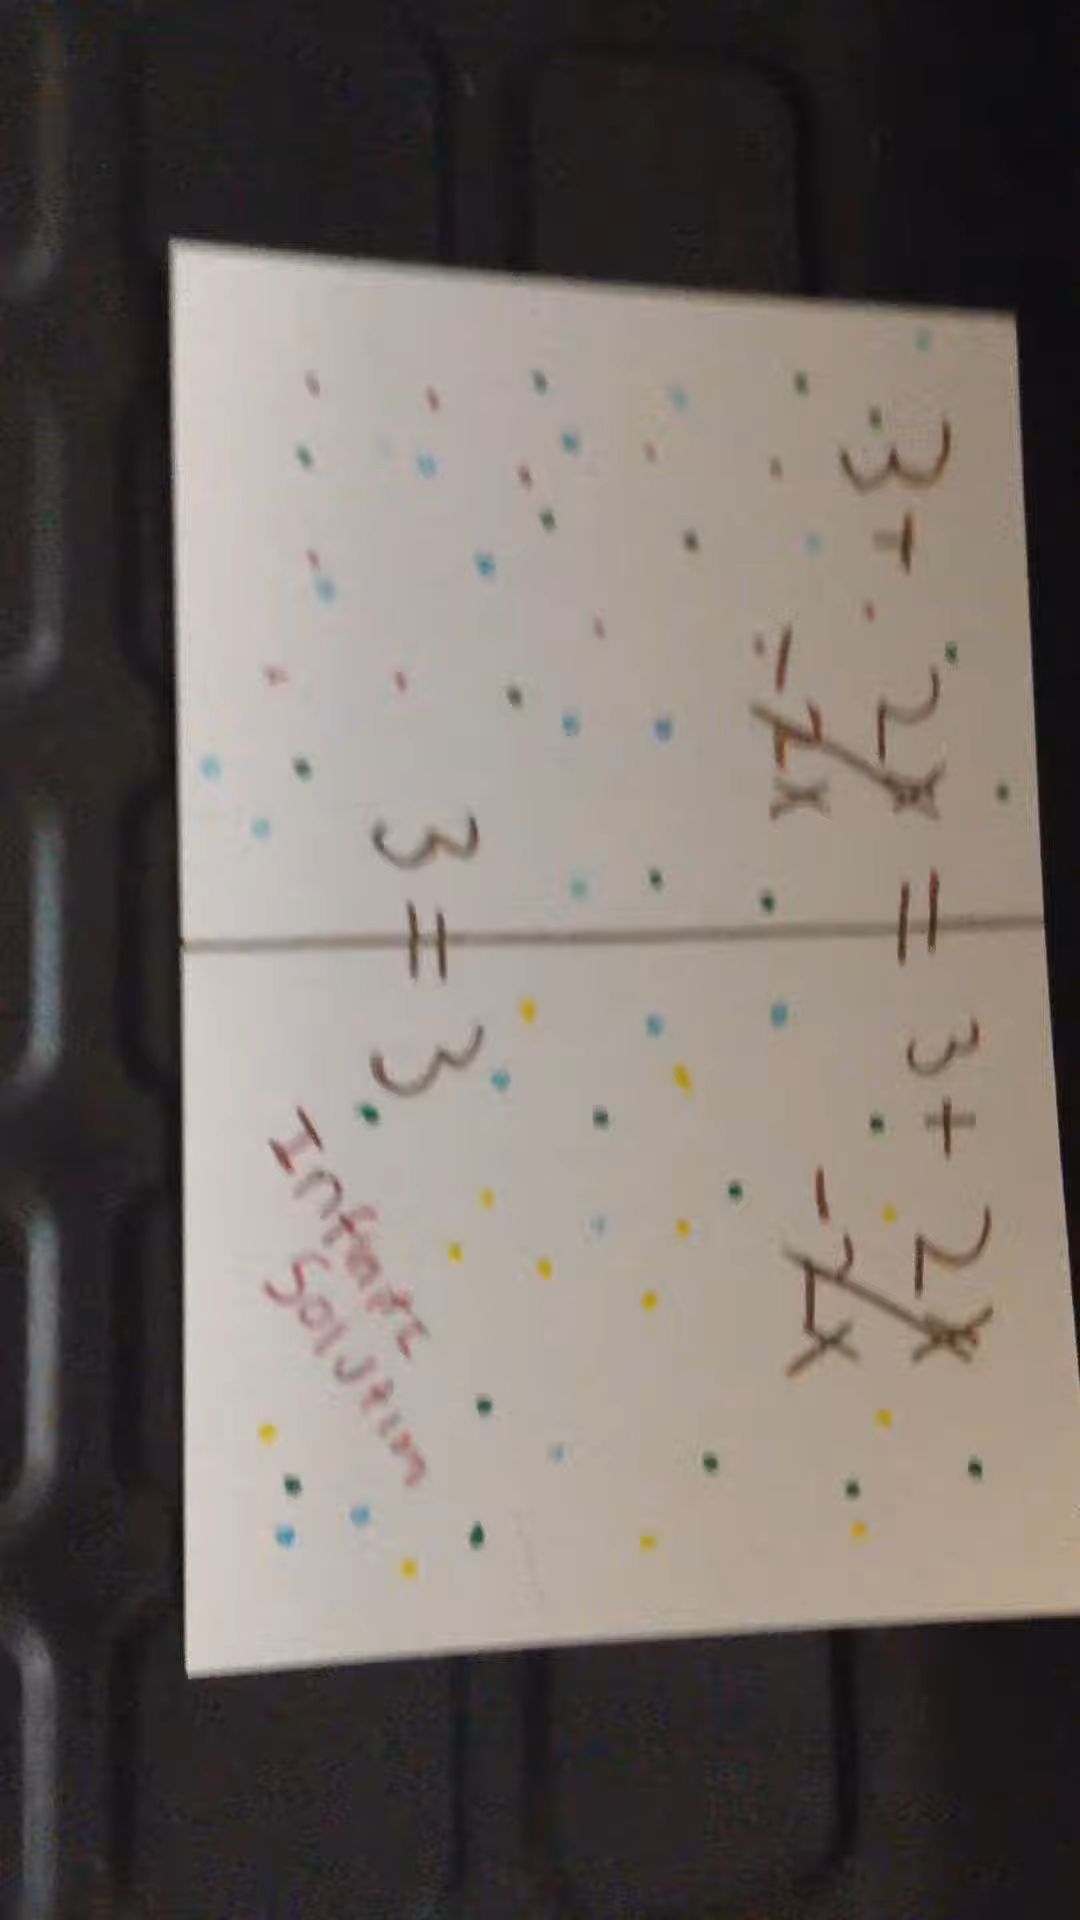 3 + 2x = 3 + 2x
- 2x - 2x
3 = 3
Infinite
Solution